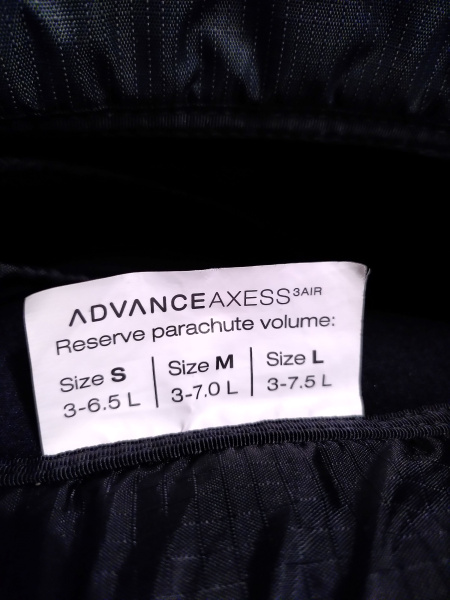 ADVANCEAXESS3AIR
Reserve parachute volume:
Size S
3-6.5 L
Size M
3-7.0 L
Size L
3-7.5 L